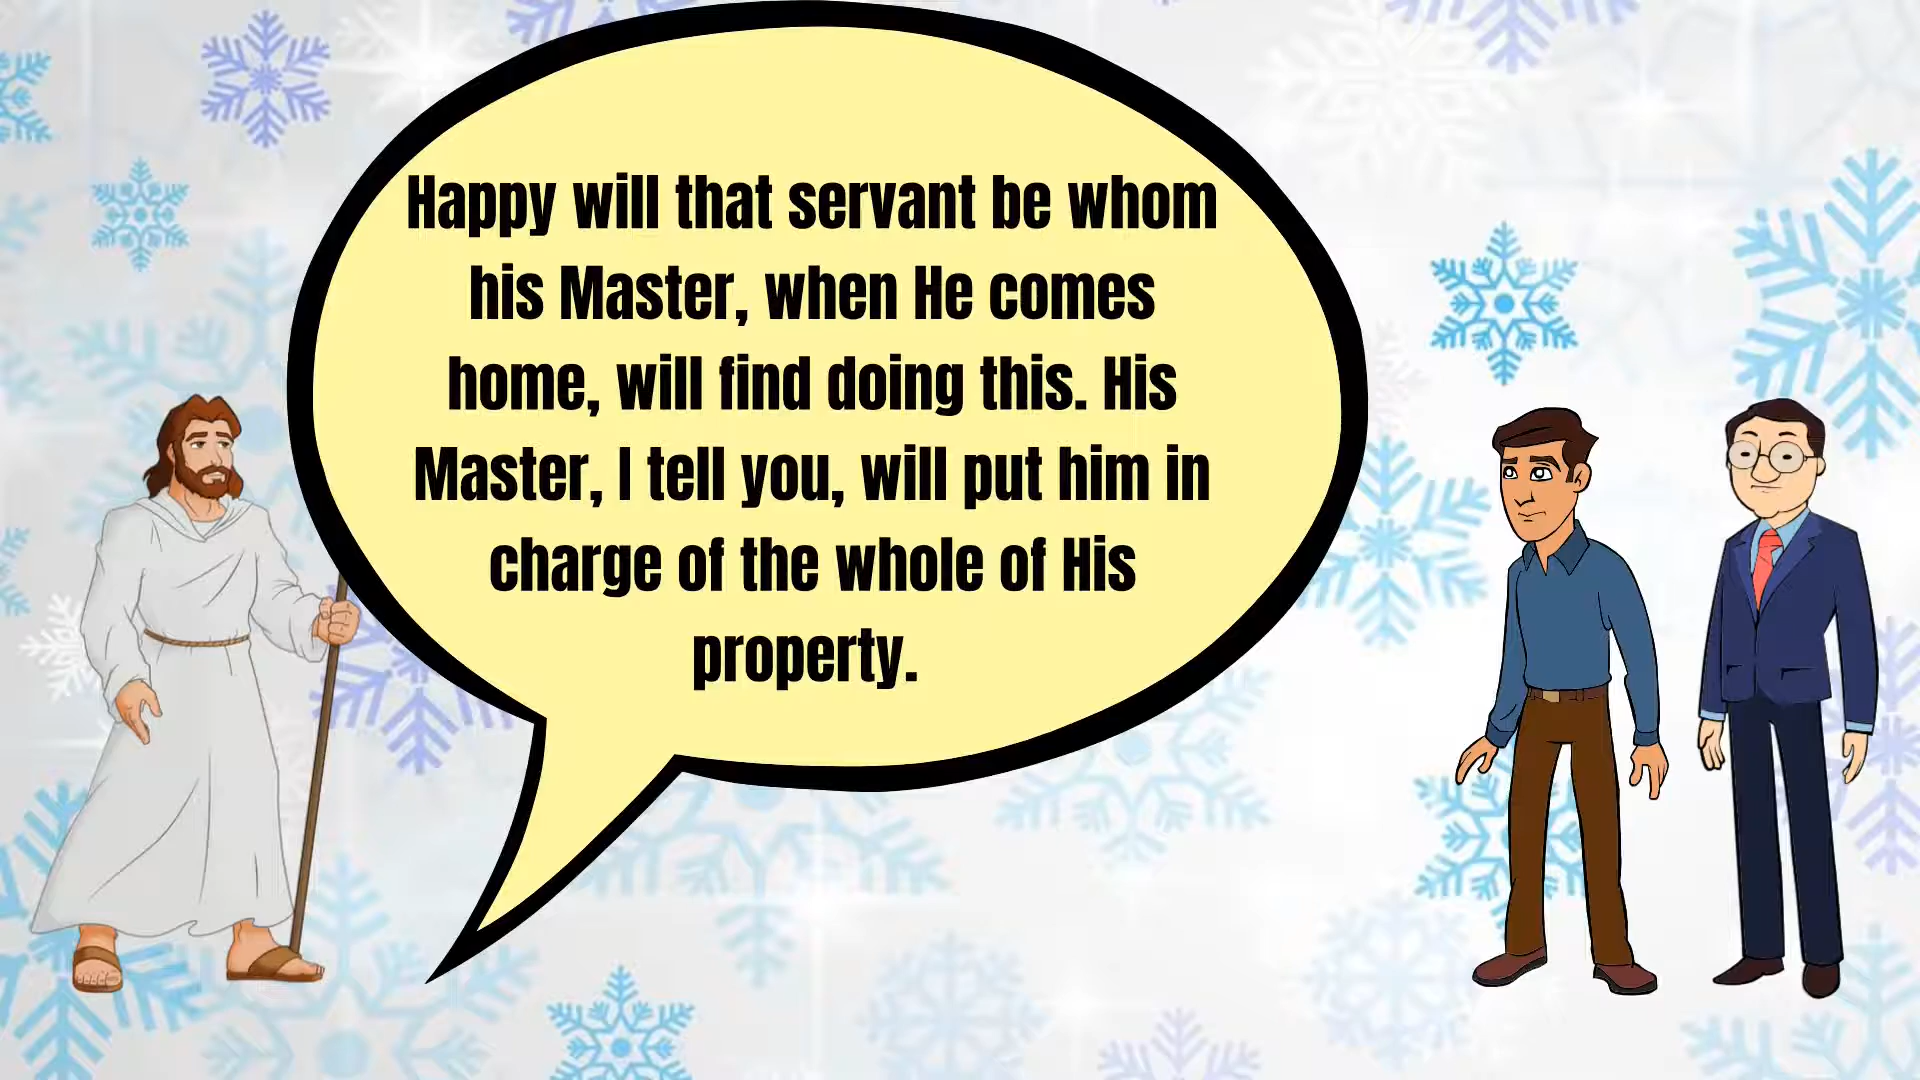 Happy will that servant be whom
his Master, when He comes
home, will find doing this. His
Master, I tell you, will put him in
charge of the whole of His
property.